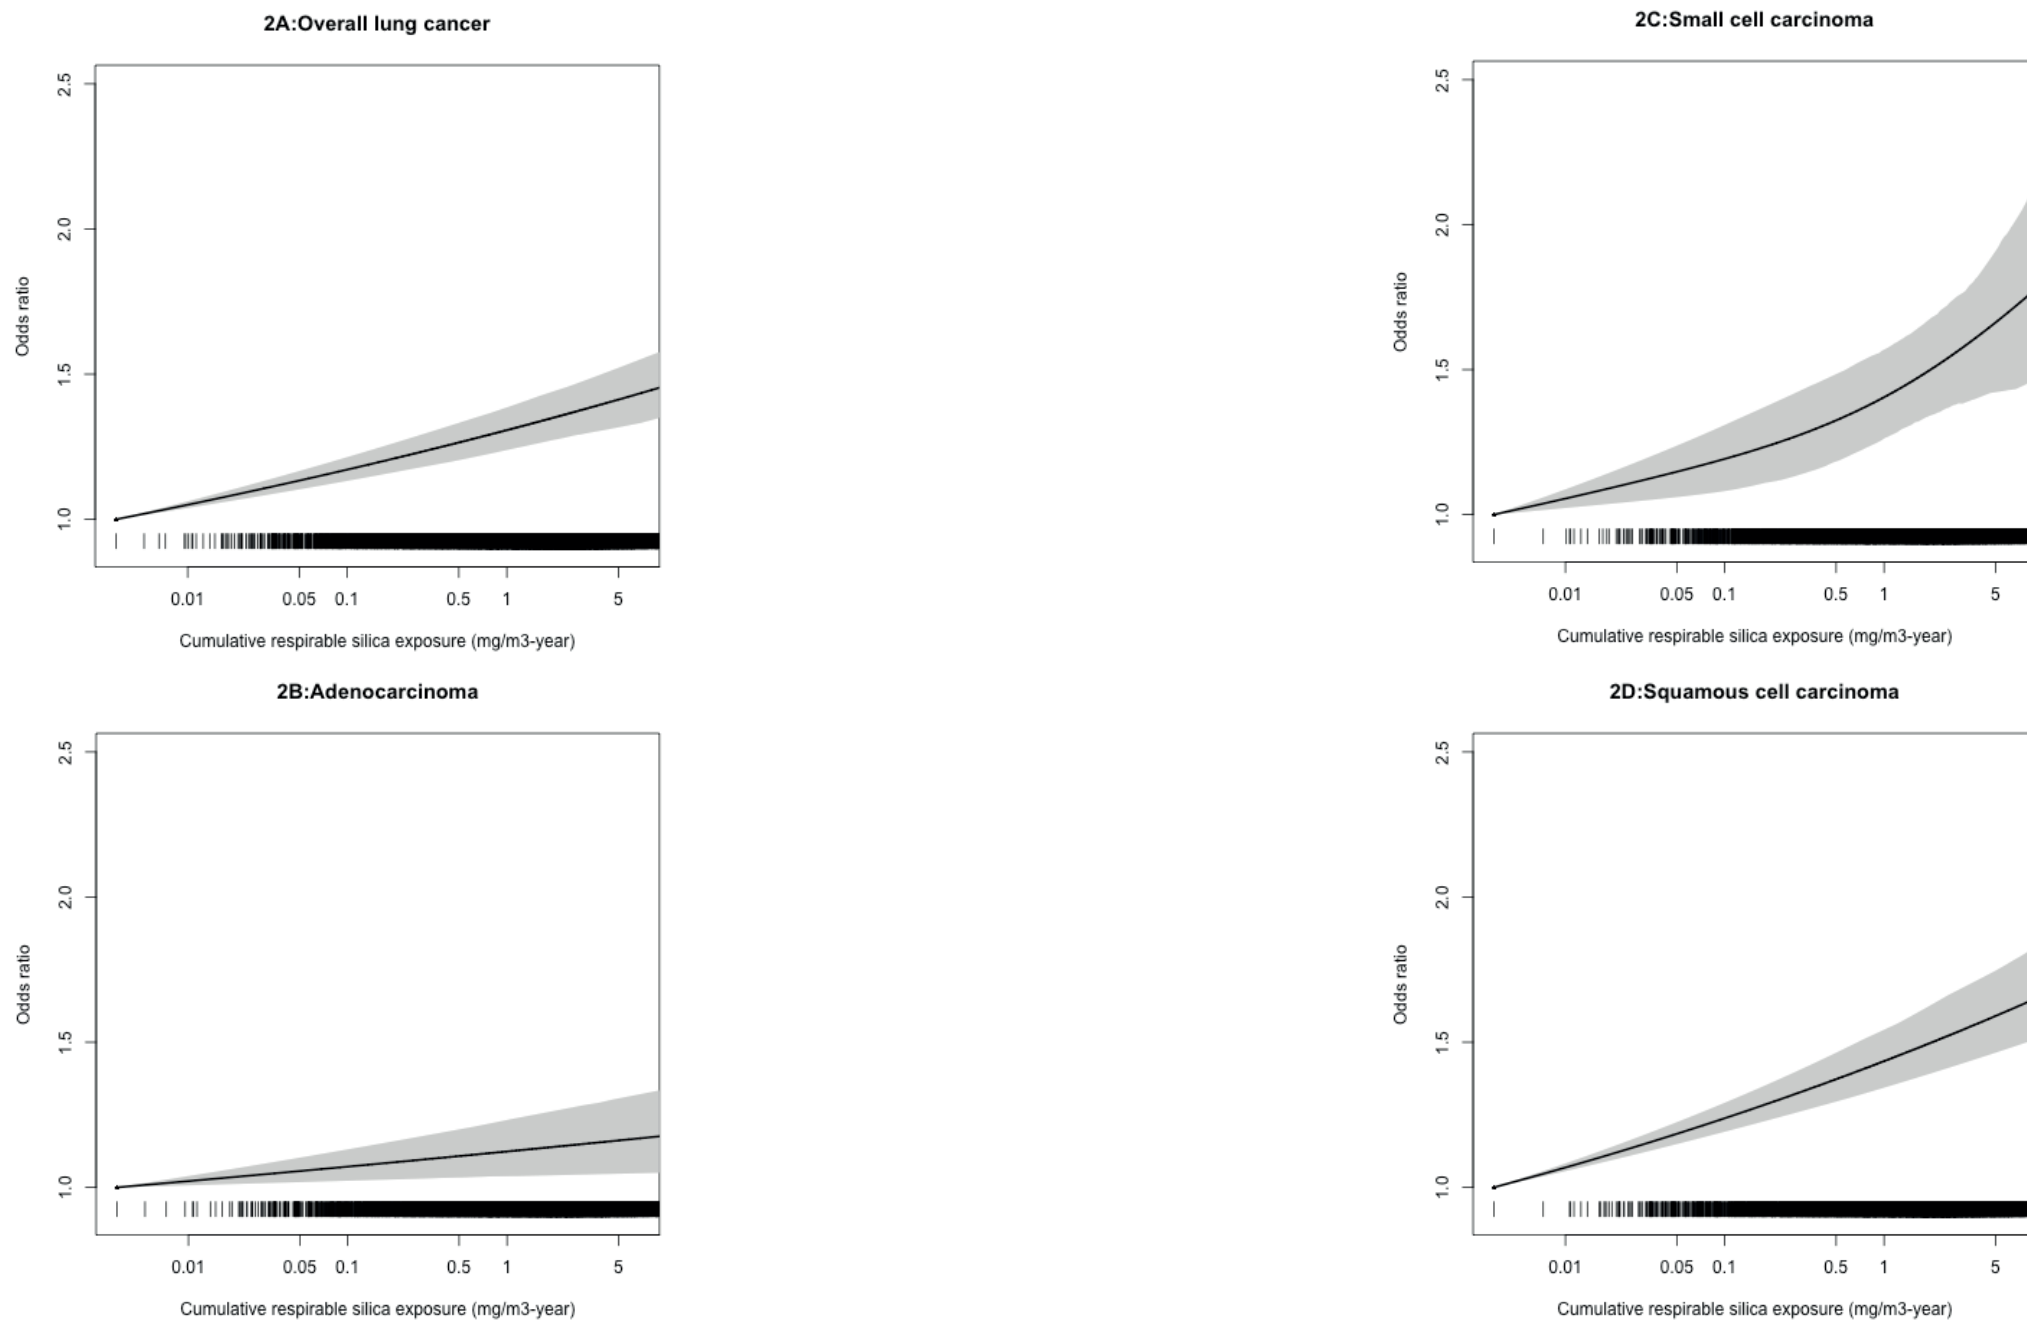 2A:Overall lung cancer
2.5
2.0
1.5
1.0
Odds ratio
0.01 0.05 0.1 0.5 1 5
Cumulative respirable silica exposure (mg/m3-year)
2C:Small cell carcinoma
2.5
2.0
1.5
1.0
Odds ratio
0.01 0.05 0.1 0.5 1 5
Cumulative respirable silica exposure (mg/m3-year)
2B:Adenocarcinoma
2.5
2.0
1.5
1.0
Odds ratio
0.01 0.05 0.1 0.5 1 5
Cumulative respirable silica exposure (mg/m3-year)
2D:Squamous cell carcinoma
2.5
2.0
1.5
1.0
Odds ratio
0.01 0.05 0.1 0.5 1 5
Cumulative respirable silica exposure (mg/m3-year)